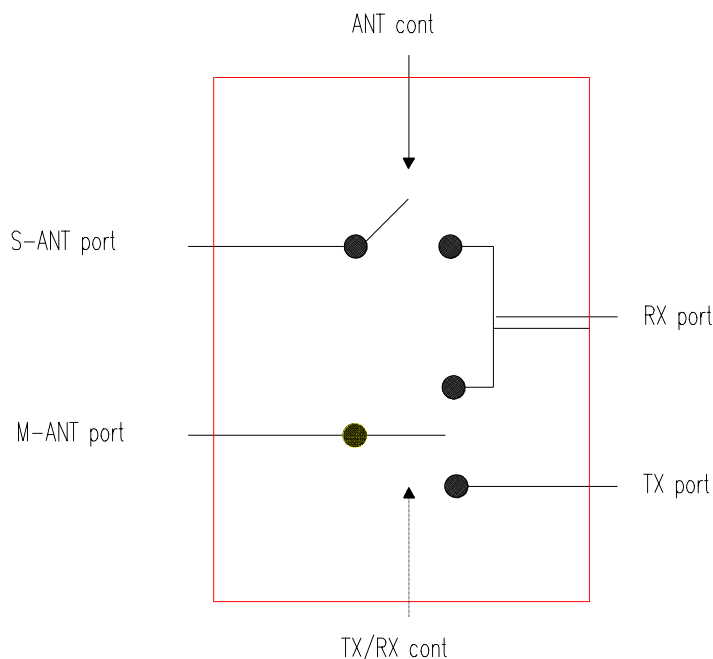 ANT cont
S-ANT port
RX port
M-ANT port
TX port
TX/RX cont